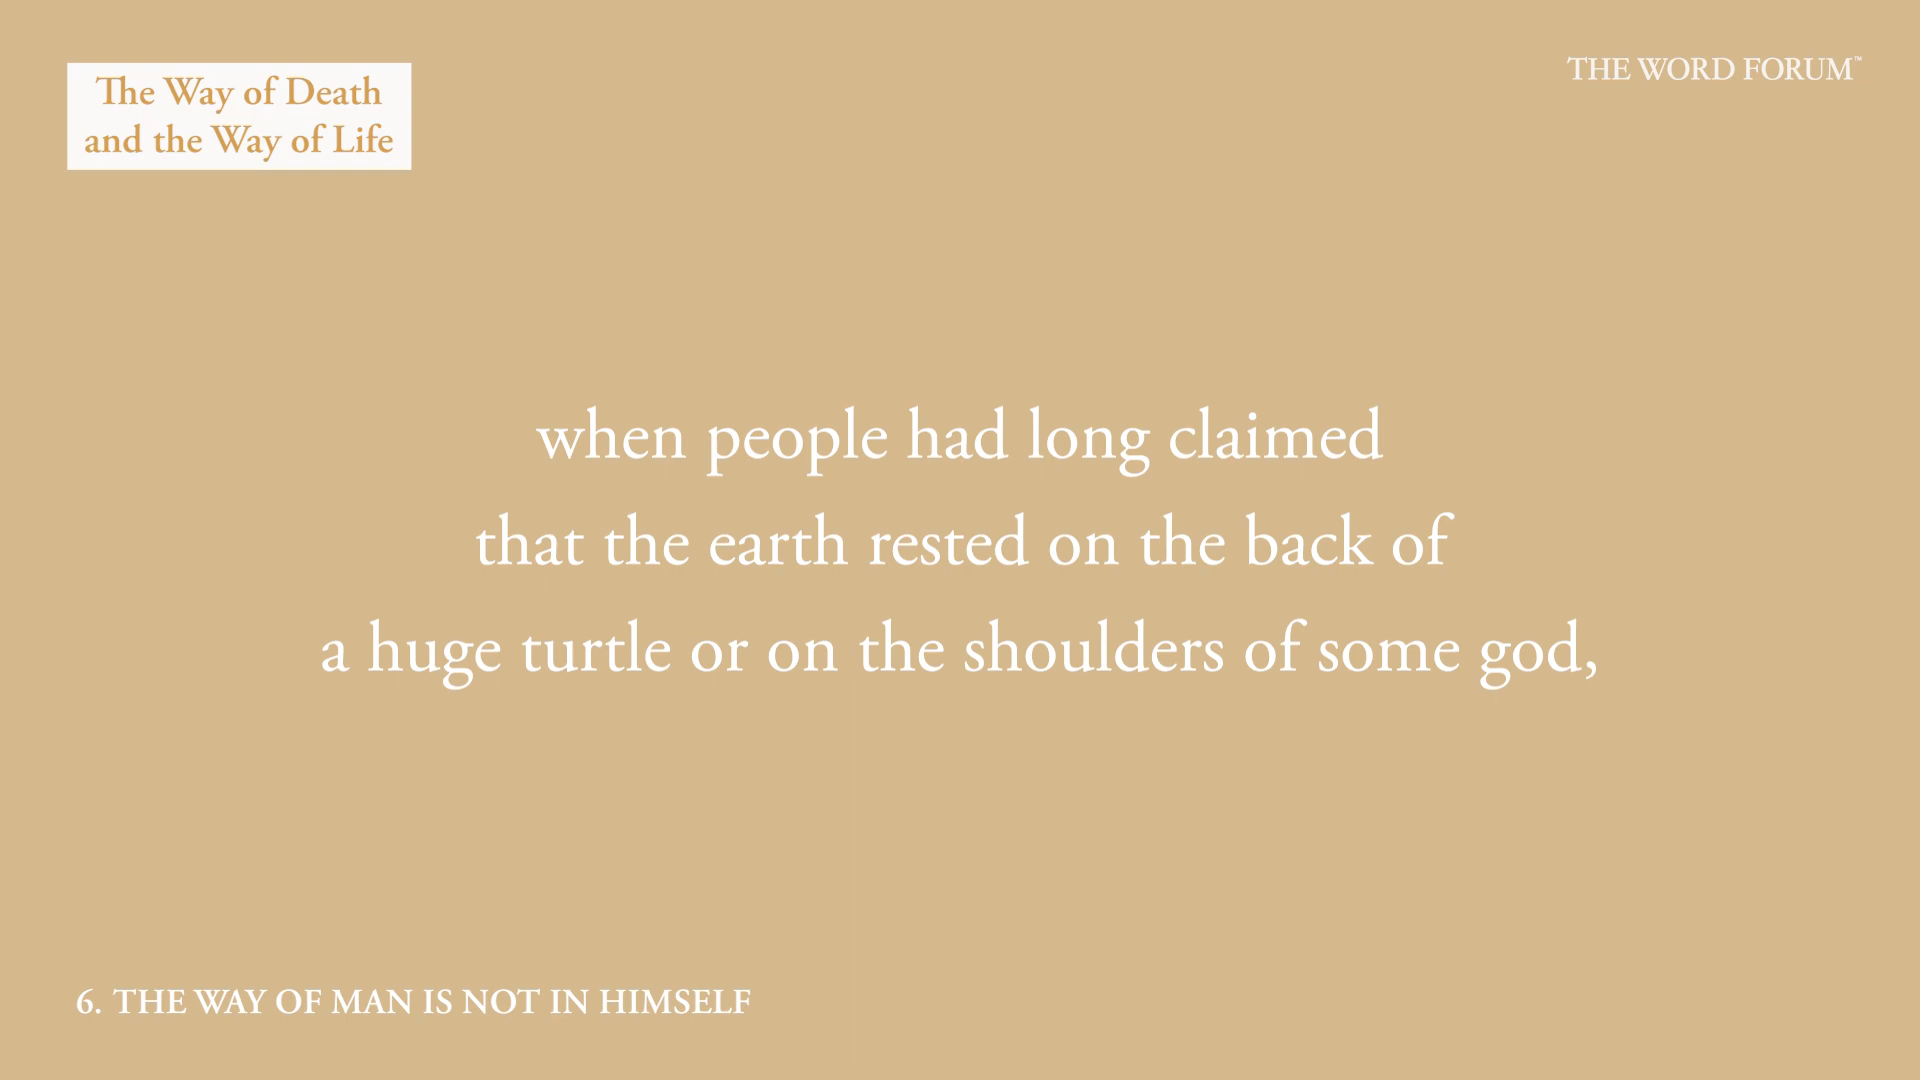 The Way of Death
and the Way of Life
THE WORD FORUM™
when people had long claimed
that the earth rested on the back of
a huge turtle or on the shoulders of some god,
6. THE WAY OF MAN IS NOT IN HIMSELF